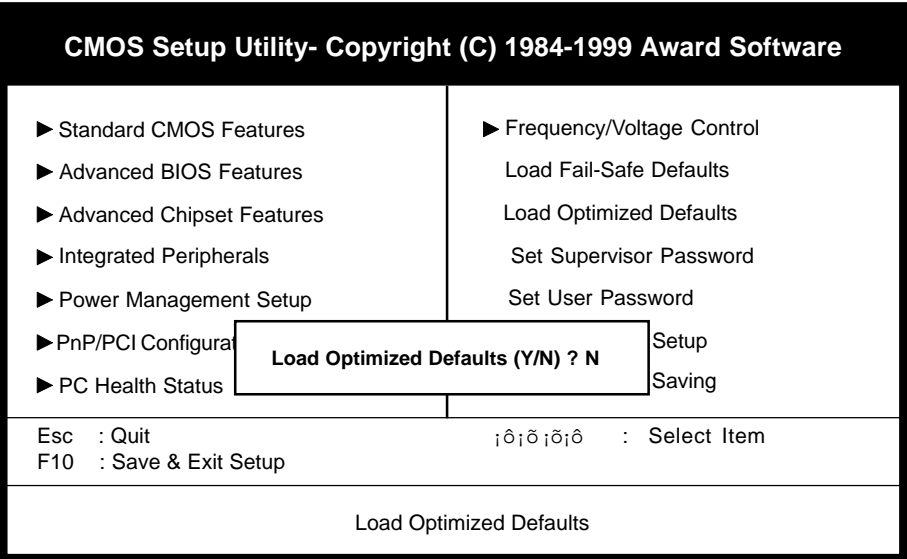 CMOS Setup Utility- Copyright (C) 1984-1999 Award Software
▶ Standard CMOS Features
▶ Advanced BIOS Features
▶ Advanced Chipset Features
▶ Integrated Peripherals
▶ Power Management Setup
▶ PnP/PCI Configurat
▶ PC Health Status
▶ Frequency/Voltage Control
Load Fail-Safe Defaults
Load Optimized Defaults
Set Supervisor Password
Set User Password
Setup
Saving
Load Optimized Defaults (Y/N) ? N
Esc : Quit
F10 : Save & Exit Setup
¡ô¡õ ¡õ¡ô : Select Item
Load Optimized Defaults